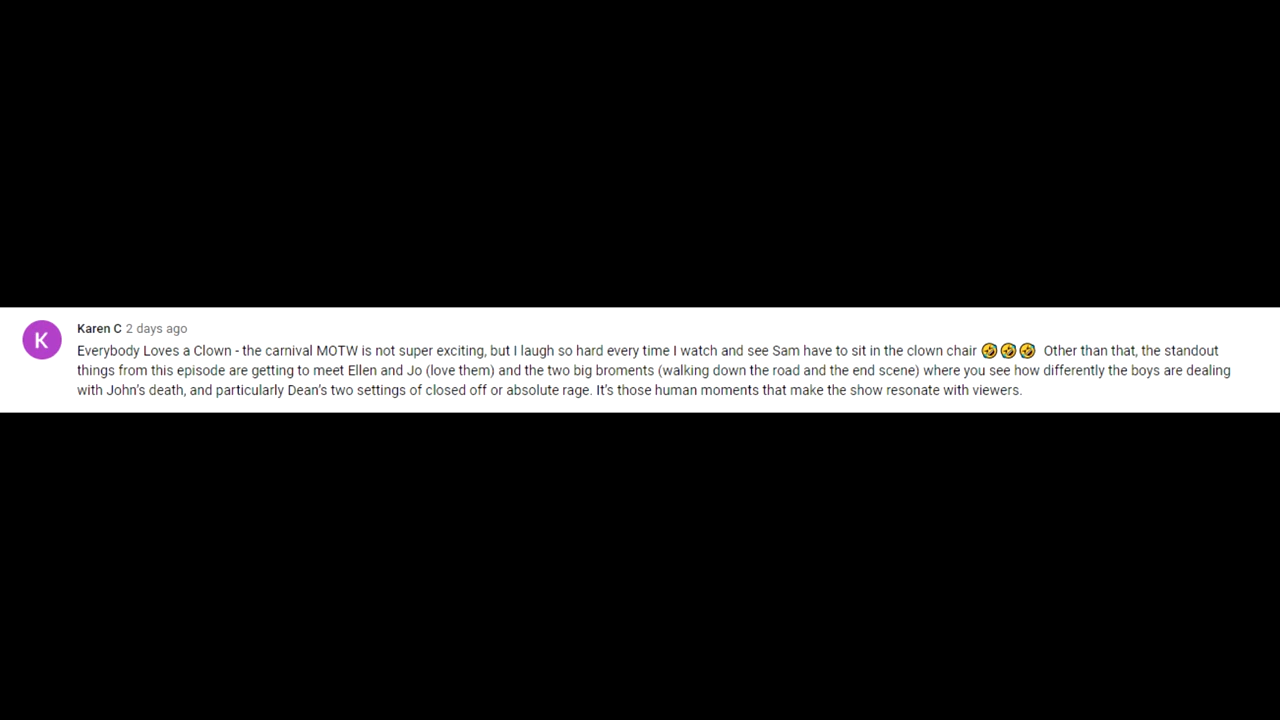 K
Karen C 2 days ago
Everybody Loves a Clown - the carnival MOTW is not super exciting, but I laugh so hard every time I watch and see Sam have to sit in the clown chair 🤣🤣🤣 Other than that, the standout
things from this episode are getting to meet Ellen and Jo (love them) and the two big broments (walking down the road and the end scene) where you see how differently the boys are dealing
with John’s death, and particularly Dean’s two settings of closed off or absolute rage. It’s those human moments that make the show resonate with viewers.